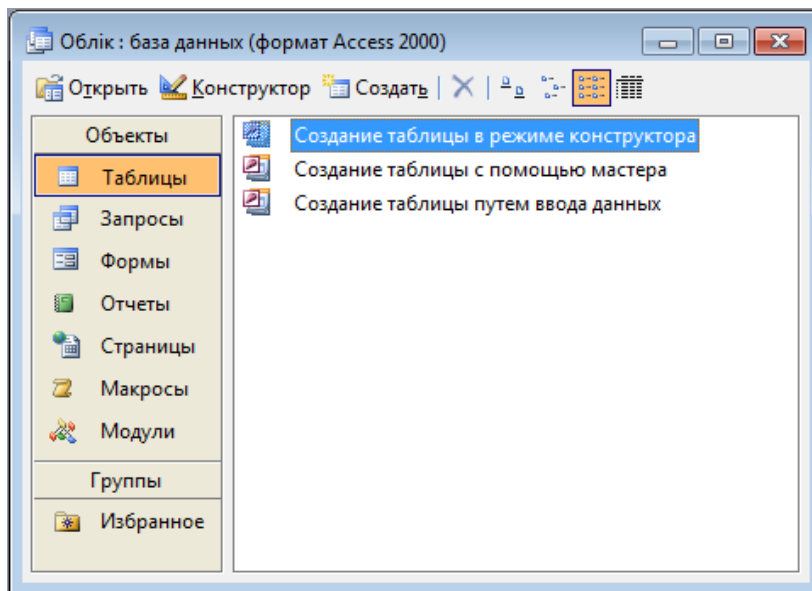 Облік : база данных (формат Access 2000)
Открыть Конструктор Создать
Объекты
Таблицы
Запросы
Формы
Отчеты
Страницы
Макросы
Модули
Группы
Избранное
Создание таблицы в режиме конструктора
Создание таблицы с помощью мастера
Создание таблицы путем ввода данных